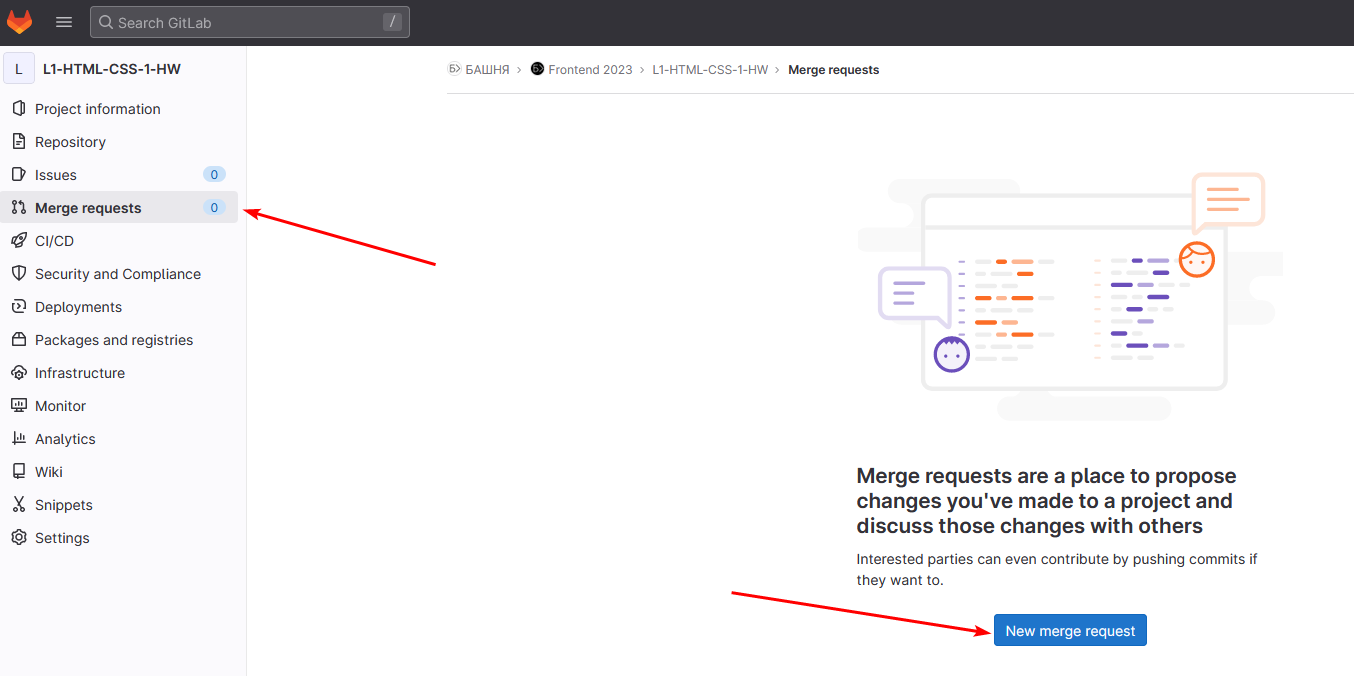 Search GitLab /
L L1-HTML-CSS-1-HW
Project information
Repository
Issues 0
Merge requests 0
CI/CD
Security and Compliance
Deployments
Packages and registries
Infrastructure
Monitor
Analytics
Wiki
Snippets
Settings
БАШНЯ › Frontend 2023 › L1-HTML-CSS-1-HW › Merge requests
Merge requests are a place to propose
changes you've made to a project and
discuss those changes with others
Interested parties can even contribute by pushing commits if
they want to.
New merge request